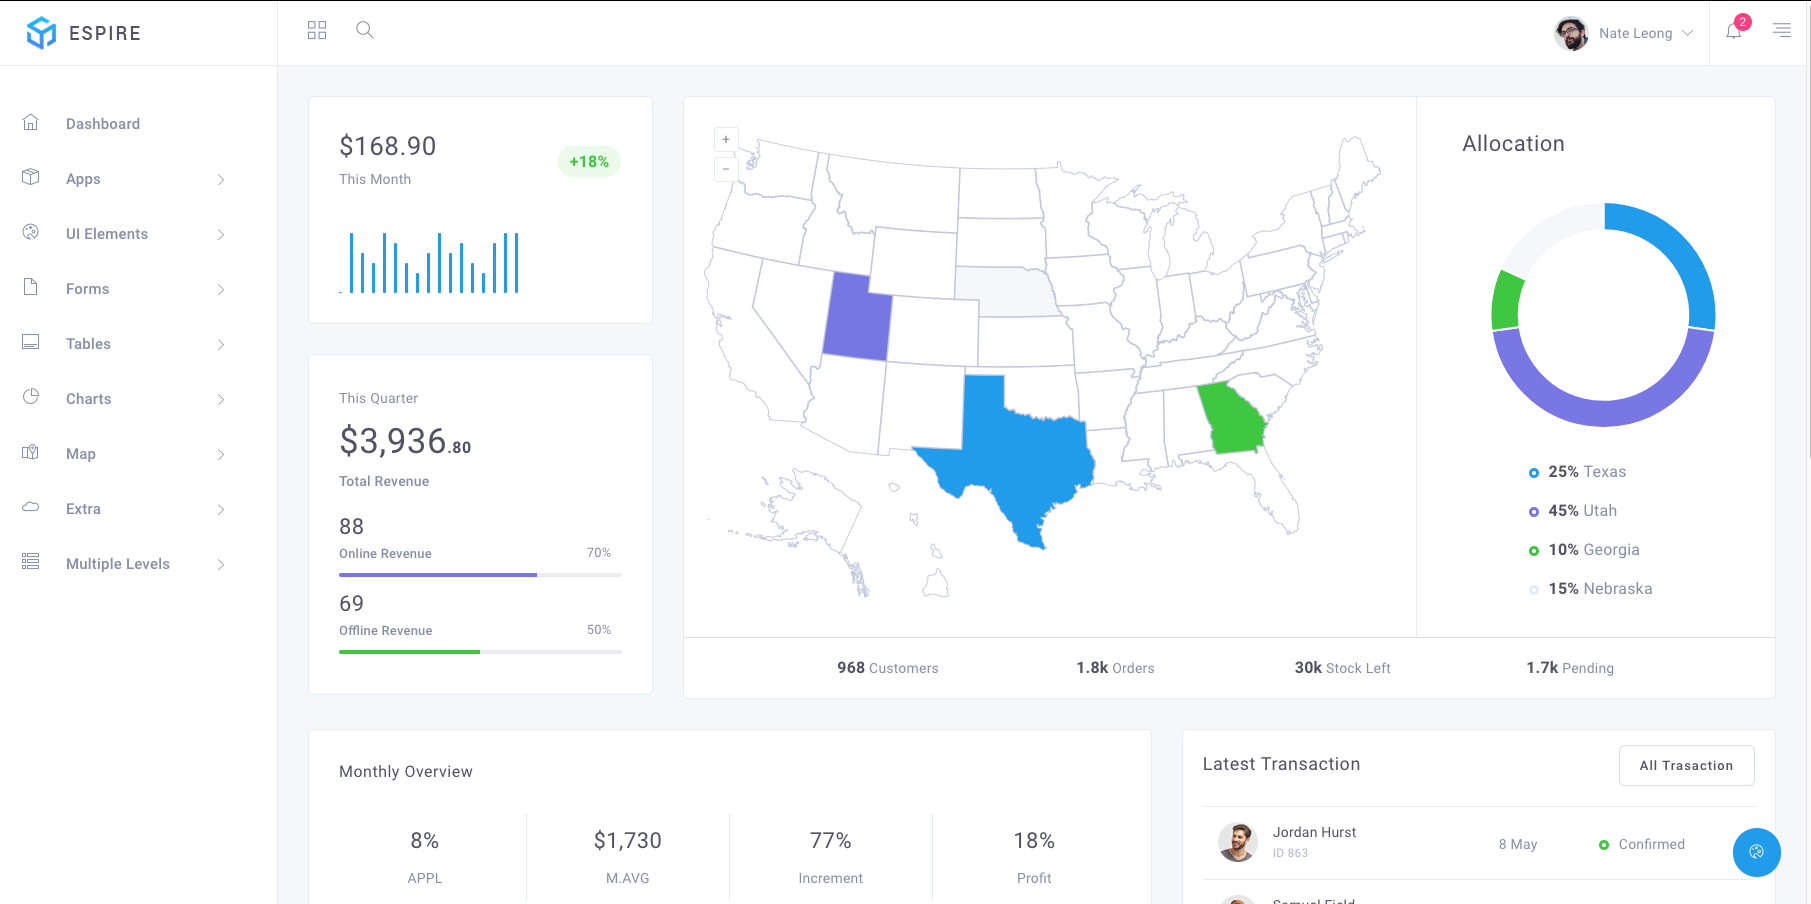 ESPIRE
Nate Leong
2
Dashboard
Apps
UI Elements
Forms
Tables
Charts
Map
Extra
Multiple Levels
$168.90
This Month
+18%
This Quarter
$3,936.80
Total Revenue
88
Online Revenue 70%
69
Offline Revenue 50%
+
−
Allocation
25% Texas
45% Utah
10% Georgia
15% Nebraska
968 Customers
1.8k Orders
30k Stock Left
1.7k Pending
Monthly Overview
8%
APPL
$1,730
M.AVG
77%
Increment
18%
Profit
Latest Transaction
All Trasaction
Jordan Hurst
ID 863
8 May
Confirmed
Samuel Field